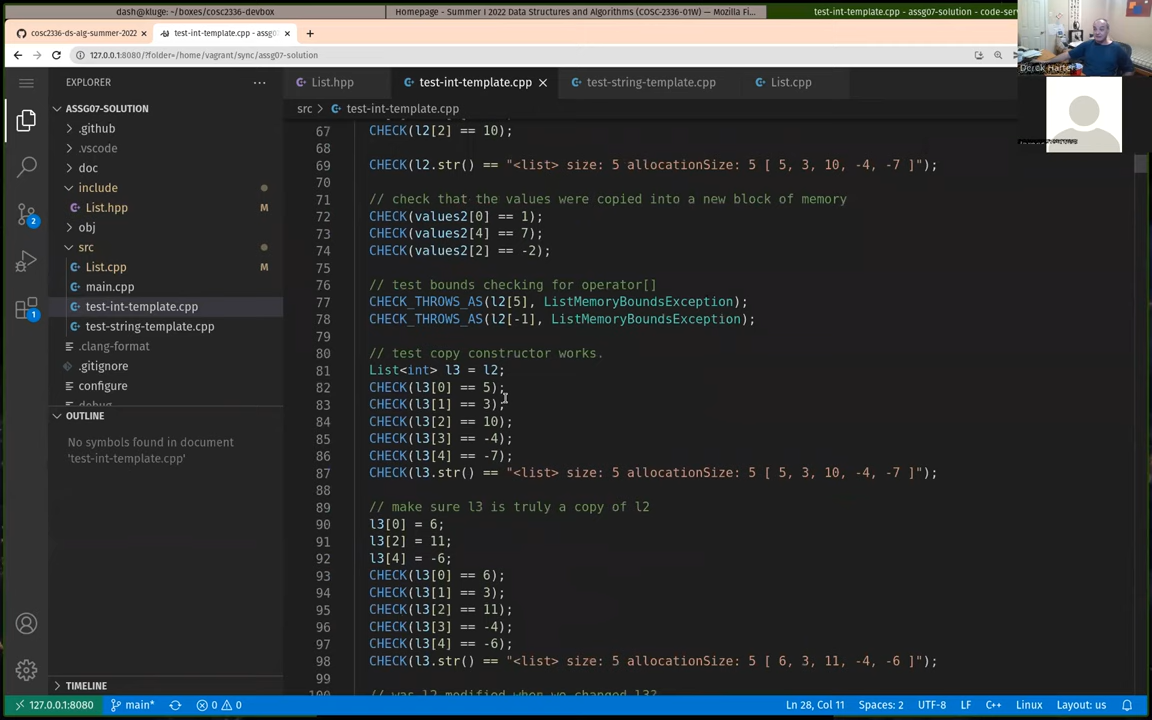 dash@kluge: ~/boxes/cosc2336-devbox
Homepage - Summer I 2022 Data Structures and Algorithms (COSC-2336-01W) — Mozilla Fi...
test-int-template.cpp - assg07-solution - code-serv
cosc2336-ds-alg-summer-2022
test-int-template.cpp - assg
127.0.0.1:8080/?folder=/home/vagrant/sync/assg07-solution
Derek Harter
EXPLORER
List.hpp
test-int-template.cpp
test-string-template.cpp
List.cpp
src > test-int-template.cpp
ASSG07-SOLUTION
.github
.vscode
doc
include
List.hpp M
obj
src
List.cpp M
main.cpp
test-int-template.cpp
test-string-template.cpp
.clang-format
.gitignore
configure
debug
OUTLINE
No symbols found in document
'test-int-template.cpp'
TIMELINE
2
1
67 CHECK(l2[2] == 10);
68
69 CHECK(l2.str() == "<list> size: 5 allocationSize: 5 [ 5, 3, 10, -4, -7 ]");
70
71 // check that the values were copied into a new block of memory
72 CHECK(values2[0] == 1);
73 CHECK(values2[4] == 7);
74 CHECK(values2[2] == -2);
75
76 // test bounds checking for operator[]
77 CHECK_THROWS_AS(l2[5], ListMemoryBoundsException);
78 CHECK_THROWS_AS(l2[-1], ListMemoryBoundsException);
79
80 // test copy constructor works.
81 List<int> l3 = l2;
82 CHECK(l3[0] == 5);
83 CHECK(l3[1] == 3);
84 CHECK(l3[2] == 10);
85 CHECK(l3[3] == -4);
86 CHECK(l3[4] == -7);
87 CHECK(l3.str() == "<list> size: 5 allocationSize: 5 [ 5, 3, 10, -4, -7 ]");
88
89 // make sure l3 is truly a copy of l2
90 l3[0] = 6;
91 l3[2] = 11;
92 l3[4] = -6;
93 CHECK(l3[0] == 6);
94 CHECK(l3[1] == 3);
95 CHECK(l3[2] == 11);
96 CHECK(l3[3] == -4);
97 CHECK(l3[4] == -6);
98 CHECK(l3.str() == "<list> size: 5 allocationSize: 5 [ 6, 3, 11, -4, -6 ]");
99
100 // was l2 modified when we changed l3?
127.0.0.1:8080 main* 0 0 Ln 28, Col 11 Spaces: 2 UTF-8 LF C++ Linux Layout: us